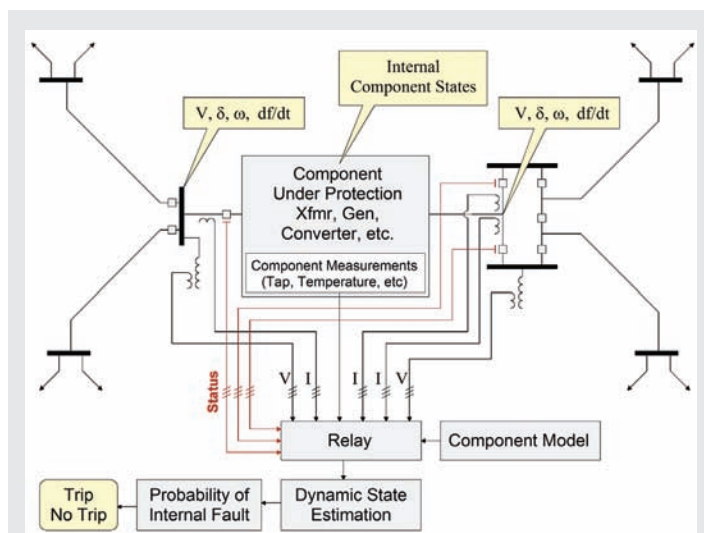 Internal
Component States
V, δ, ω, df/dt
V, δ, ω, df/dt
Component
Under Protection
Xfmr, Gen,
Converter, etc.
Component Measurements
(Tap, Temperature, etc)
Status
V
I
I
I
V
Relay
Component Model
Trip
No Trip
Probability of
Internal Fault
Dynamic State
Estimation